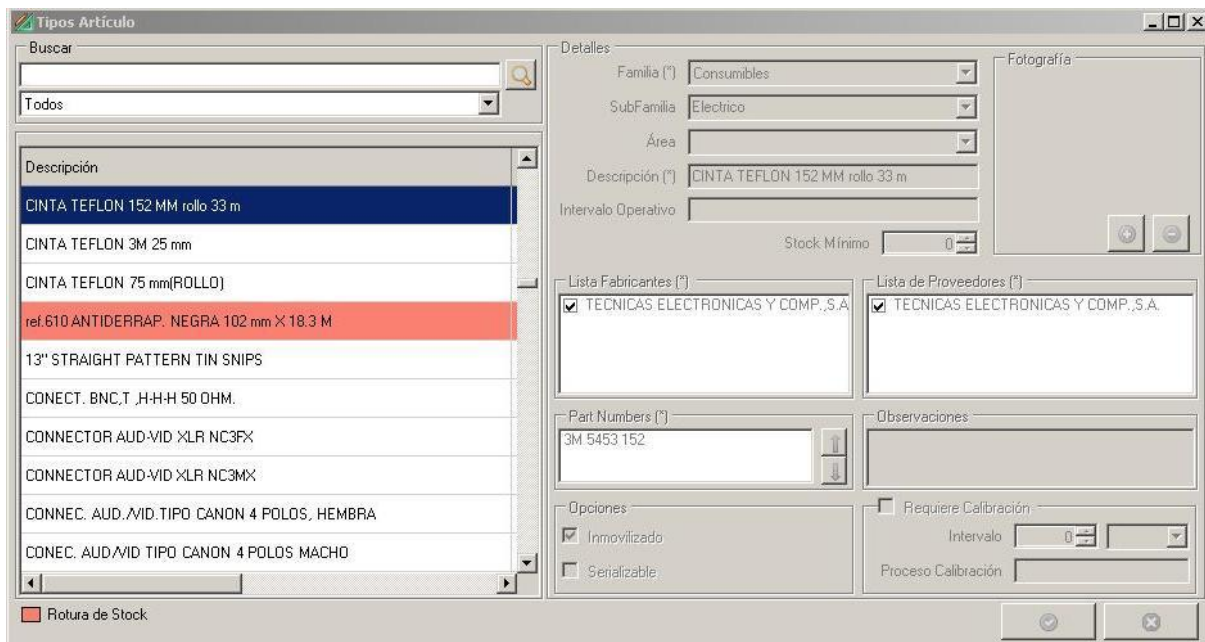 Tipos Artículo
Buscar
Todos
Descripción
CINTA TEFLON 152 MM rollo 33 m
CINTA TEFLON 3M 25 mm
CINTA TEFLON 75 mm(ROLLO)
ref.610 ANTIDERRAP. NEGRA 102 mm X 18.3 M
13" STRAIGHT PATTERN TIN SNIPS
CONECT. BNC,T ,H-H-H 50 OHM.
CONNECTOR AUD-VID XLR NC3FX
CONNECTOR AUD-VID XLR NC3MX
CONNEC. AUD./VID.TIPO CANON 4 POLOS, HEMBRA
CONEC. AUD/VID TIPO CANON 4 POLOS MACHO
Rotura de Stock
Detalles
Familia (*) Consumibles
SubFamilia Electrico
Área
Descripción (*) CINTA TEFLON 152 MM rollo 33 m
Intervalo Operativo
Stock Mínimo 0
Fotografía
Lista Fabricantes (*)
TECNICAS ELECTRONICAS Y COMP.,S.A
Lista de Proveedores (*)
TECNICAS ELECTRONICAS Y COMP.,S.A.
Part Numbers (*)
3M 5453 152
Observaciones
Opciones
Inmovilizado
Serializable
Requiere Calibración
Intervalo 0
Proceso Calibración